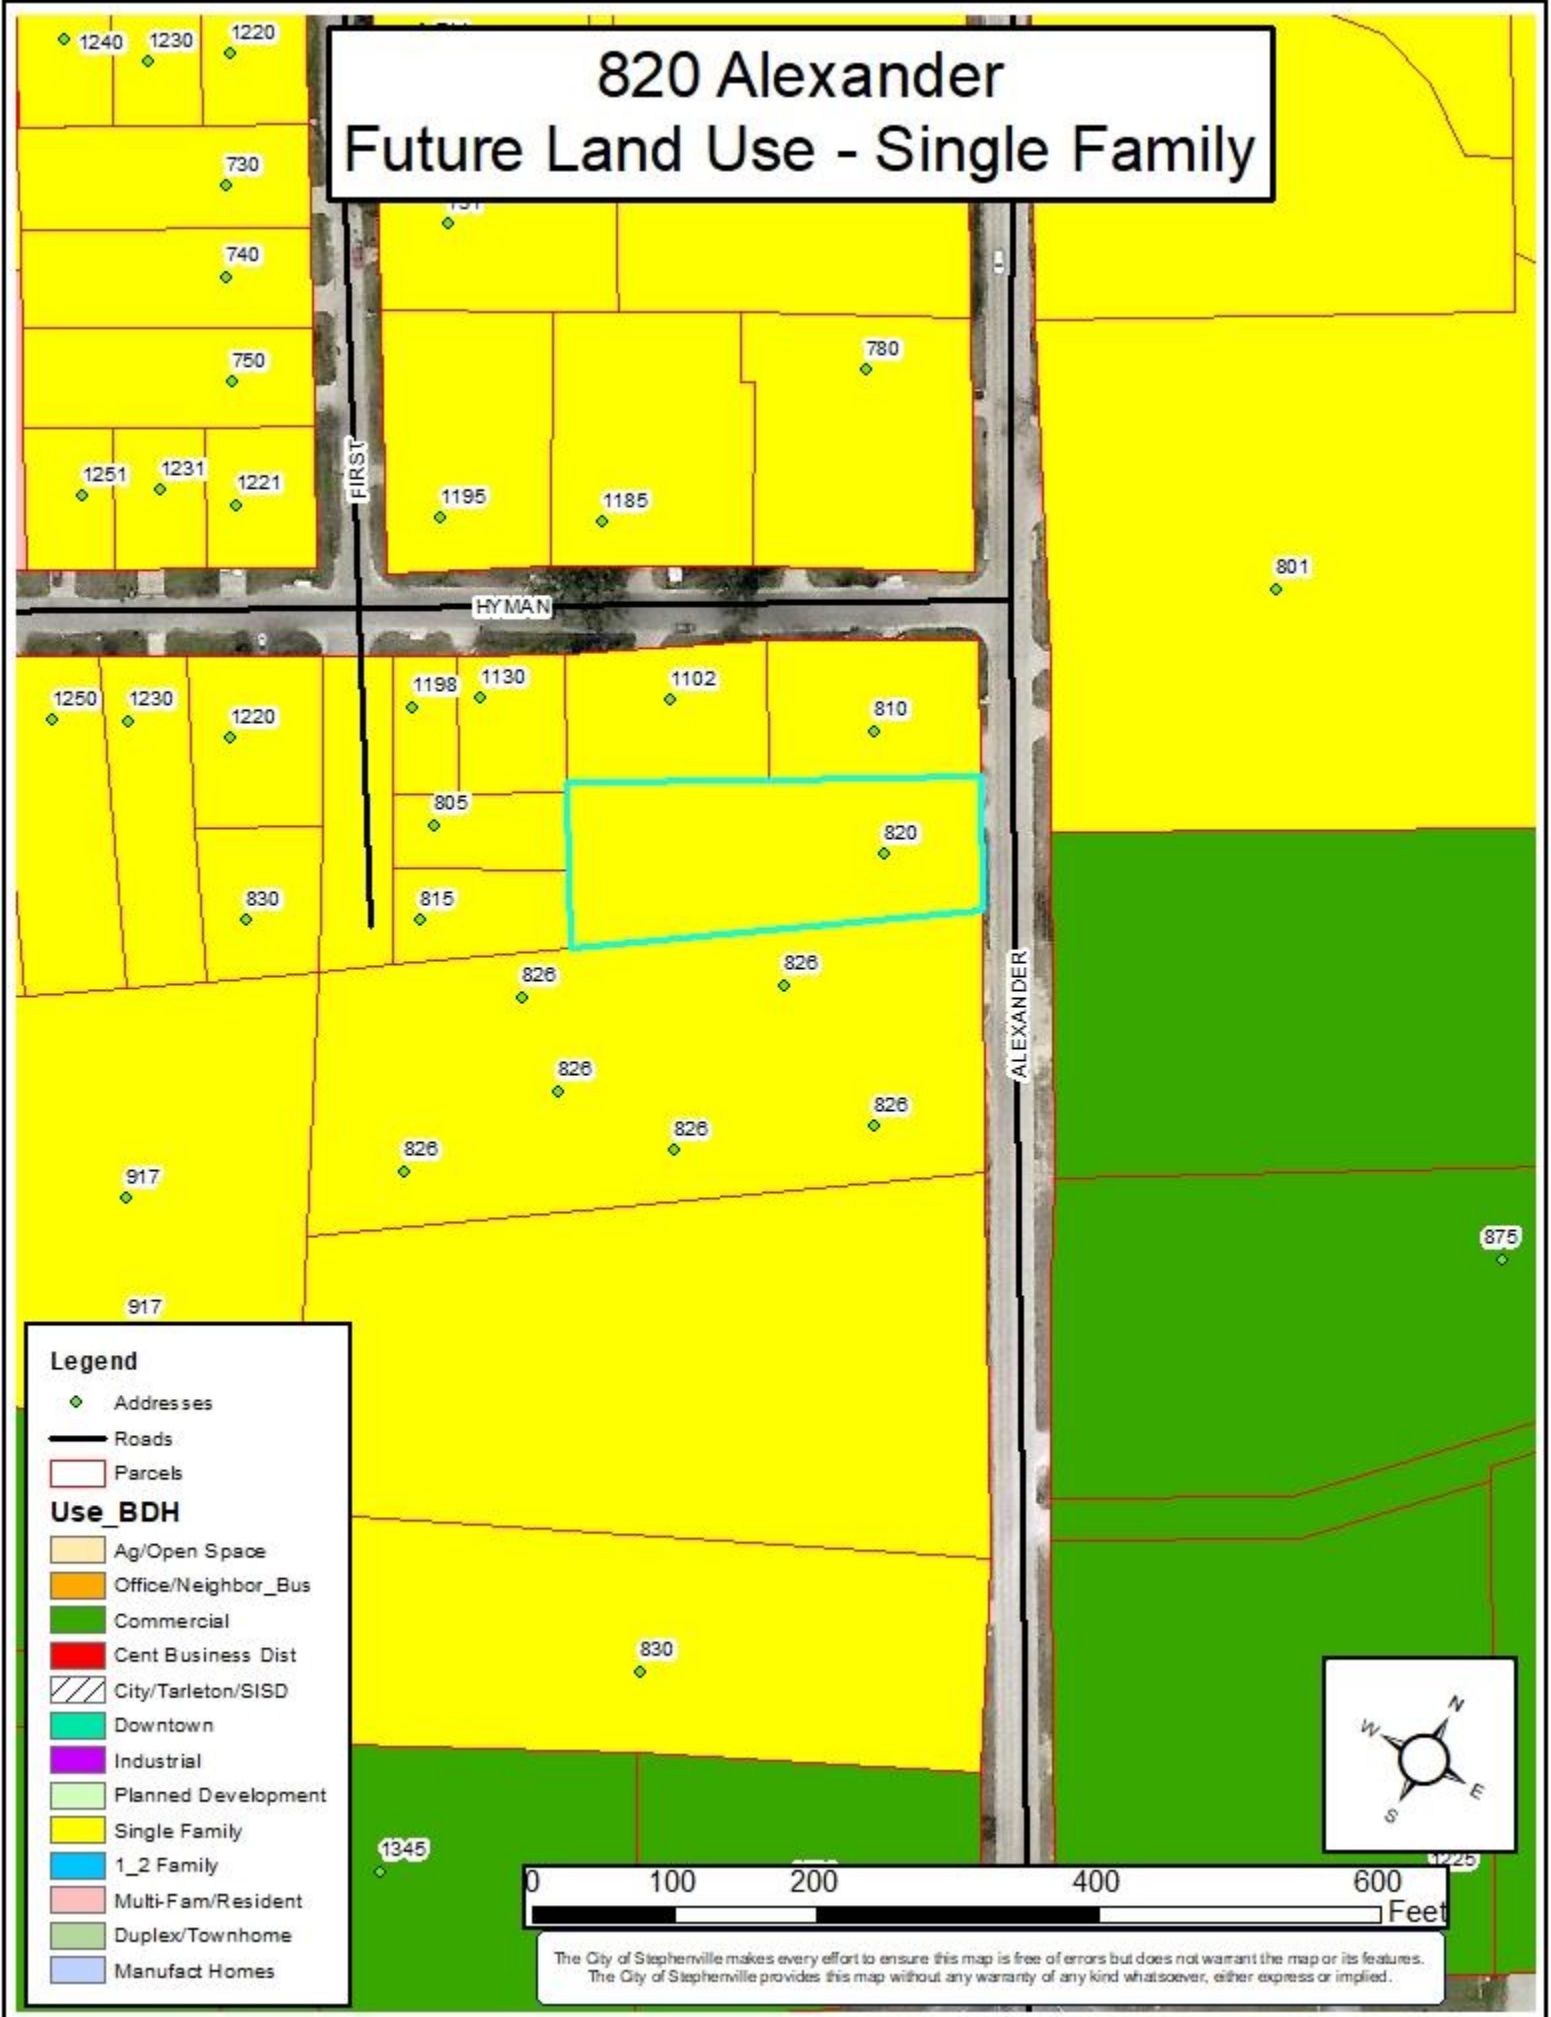 820 Alexander
Future Land Use - Single Family
1240
1230
1220
730
740
750
780
1251
1231
1221
FIRST
1195
1185
801
HYMAN
1250
1230
1220
1198
1130
1102
810
805
820
830
815
826
826
ALEXANDER
826
826
826
826
917
875
917
Legend
Addresses
Roads
Parcels
Use_BDH
Ag/Open Space
Office/Neighbor_Bus
Commercial
Cent Business Dist
City/Tarleton/SISD
Downtown
Industrial
Planned Development
Single Family
1_2 Family
Multi-Fam/Resident
Duplex/Townhome
Manufact Homes
830
N
W
E
S
1345
1225
0 100 200 400 600
Feet
The City of Stephenville makes every effort to ensure this map is free of errors but does not warrant the map or its features.
The City of Stephenville provides this map without any warranty of any kind whatsoever, either express or implied.